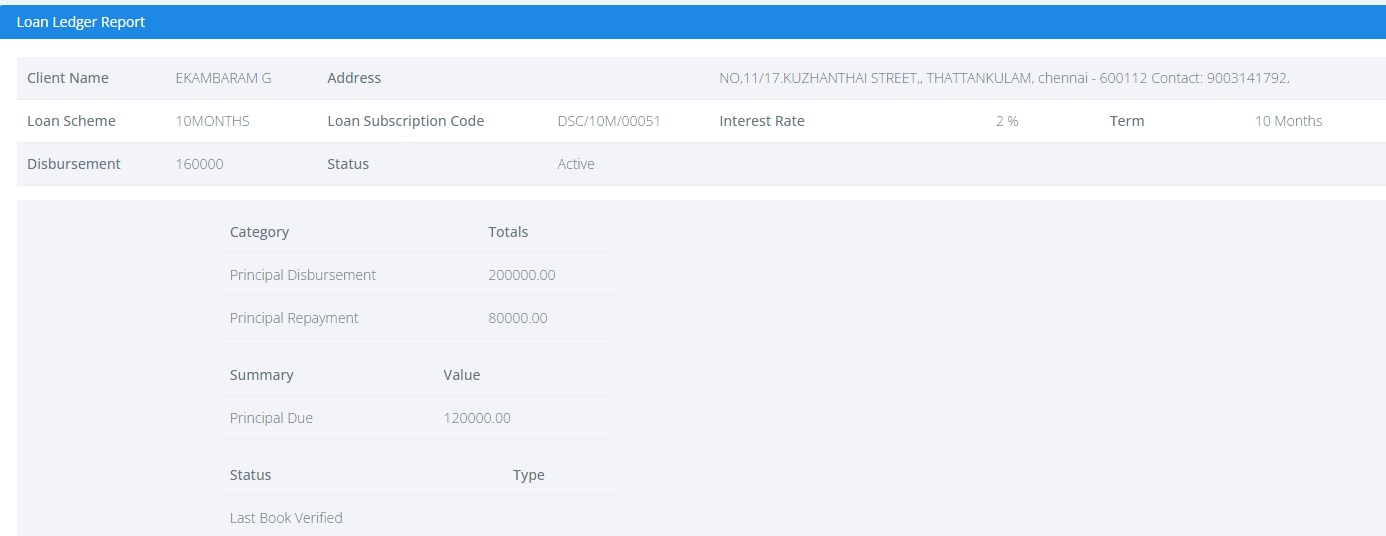 Loan Ledger Report
Client Name EKAMBARAM G Address NO,11/17.KUZHANTHAI STREET,, THATTANKULAM, chennai - 600112 Contact: 9003141792,
Loan Scheme 10MONTHS Loan Subscription Code DSC/10M/00051 Interest Rate 2 % Term 10 Months
Disbursement 160000 Status Active
Category Totals
Principal Disbursement 200000.00
Principal Repayment 80000.00
Summary Value
Principal Due 120000.00
Status Type
Last Book Verified